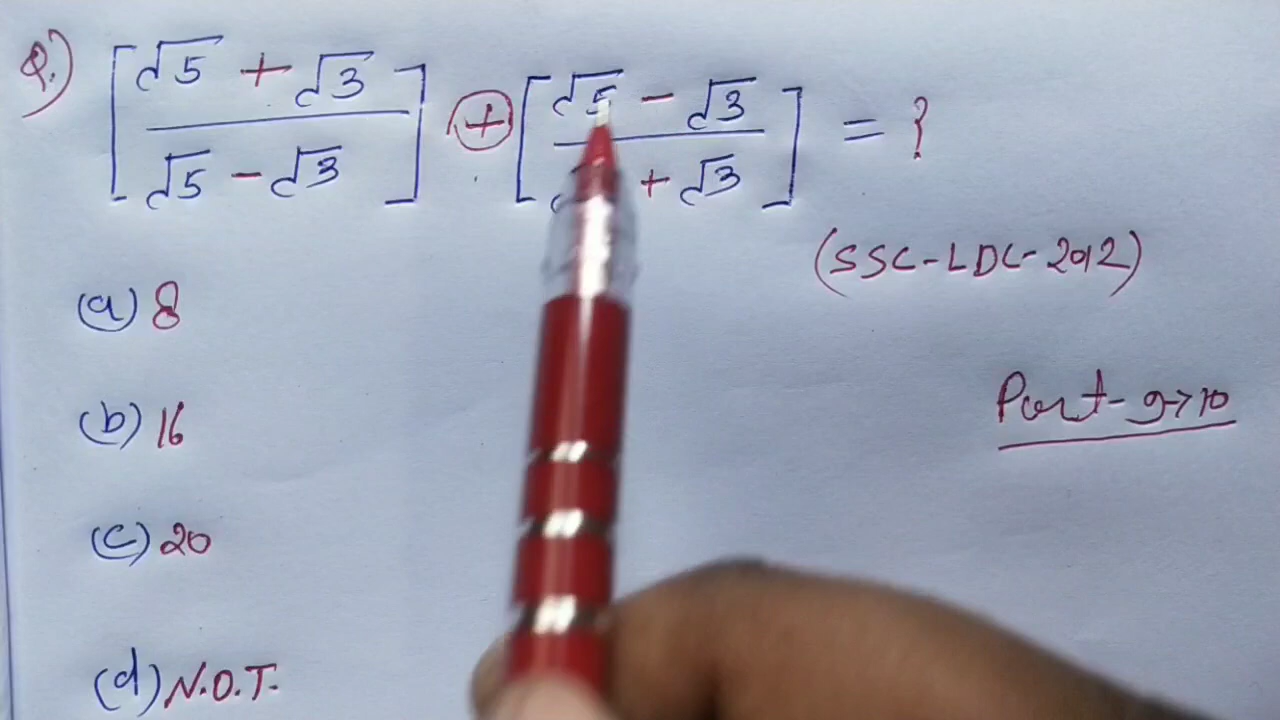 Q.) [√5 + √3 / √5 - √3] + [√5 - √3 / + √3] = ?
(SSC-LDC-2012)
(a) 8
Part-9→10
(b) 16
(c) 20
(d) N.O.T.